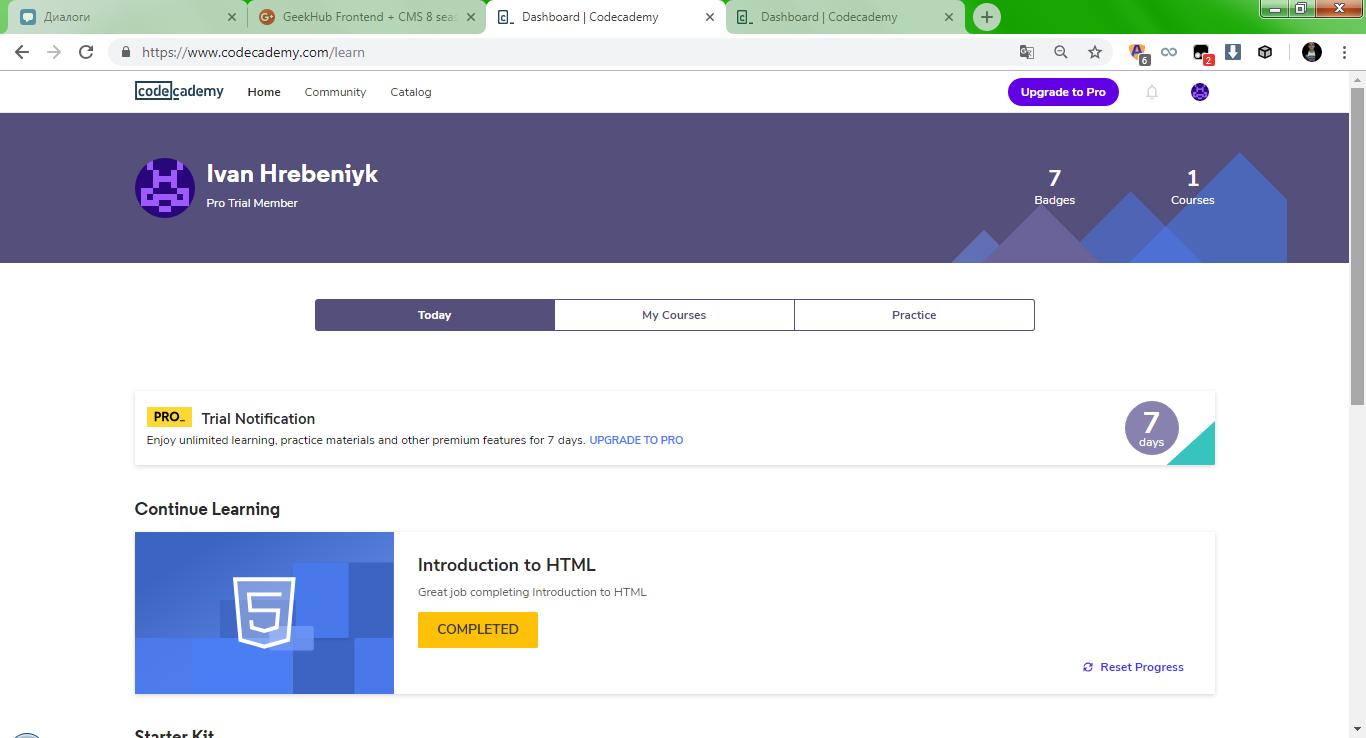 Диалоги
GeekHub Frontend + CMS 8 seas
Dashboard | Codecademy
Dashboard | Codecademy
https://www.codecademy.com/learn
6
2
codecademy
Home
Community
Catalog
Upgrade to Pro
Ivan Hrebeniyk
Pro Trial Member
7
Badges
1
Courses
Today
My Courses
Practice
PRO_
Trial Notification
Enjoy unlimited learning, practice materials and other premium features for 7 days. UPGRADE TO PRO
7
days
Continue Learning
Introduction to HTML
Great job completing Introduction to HTML
COMPLETED
Reset Progress
Starter Kit